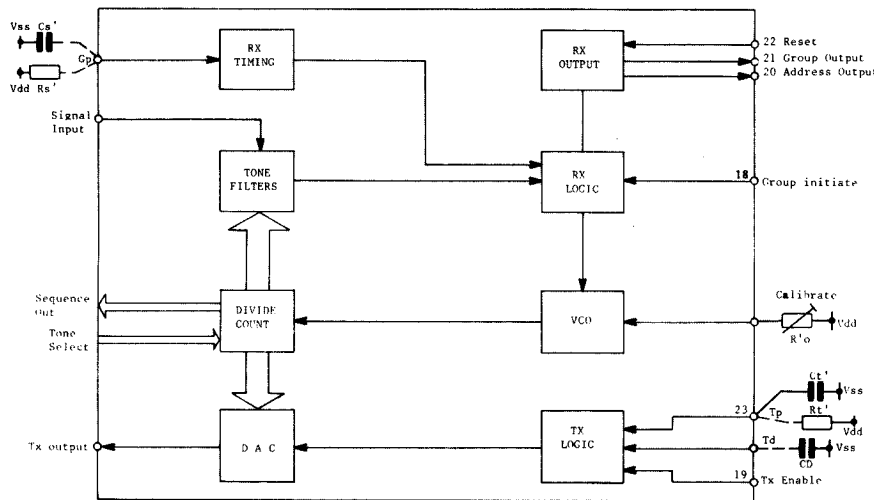 Vss Cs'
Gp
Vdd Rs'
RX
TIMING
RX
OUTPUT
22 Reset
21 Group Output
20 Address Output
Signal
Input
TONE
FILTERS
RX
LOGIC
18
Group initiate
Sequence
Out
Tone
Select
DIVIDE
COUNT
VCO
Calibrate
Vdd
R'o
Ct'
Vss
23
Tp
Rt'
Vdd
Tx output
D A C
TX
LOGIC
Td
Vss
CD
19
Tx Enable